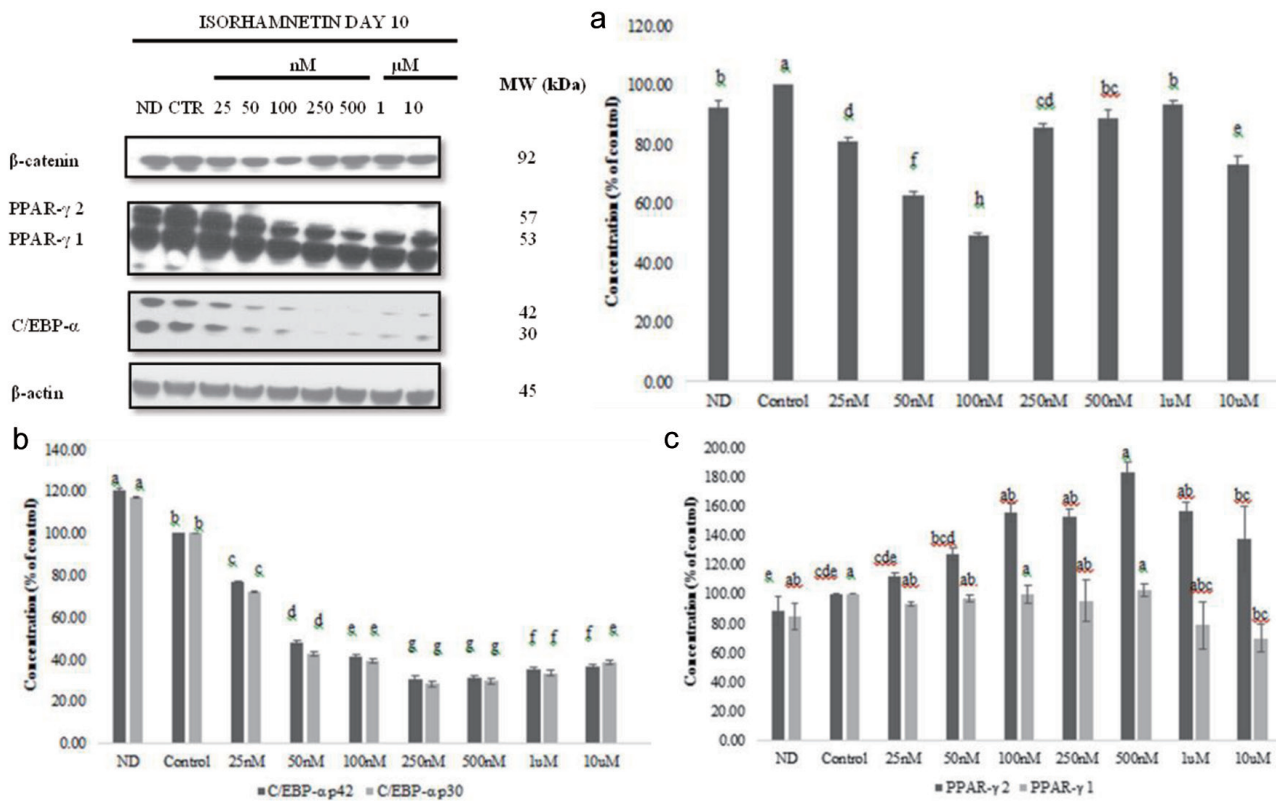 ISORHAMNETIN DAY 10
nM µM
MW (kDa)
ND CTR 25 50 100 250 500 1 10
β-catenin 92
PPAR-γ 2 57
PPAR-γ 1 53
C/EBP-α
42
30
β-actin 45
a
Concentration (% of control)
120.00
100.00
80.00
60.00
40.00
20.00
0.00
b a d f h cd bc b e
ND Control 25nM 50nM 100nM 250nM 500nM 1uM 10uM
b
Concentration (% of control)
140.00
120.00
100.00
80.00
60.00
40.00
20.00
0.00
a a b b c c d d e e g g g g f f f e
ND Control 25nM 50nM 100nM 250nM 500nM 1uM 10uM
C/EBP-α p42 C/EBP-α p30
c
Concentration (% of control)
200.00
180.00
160.00
140.00
120.00
100.00
80.00
60.00
40.00
20.00
0.00
e ab cde a cde ab bcd ab ab a ab ab a a ab abc bc bc
ND Control 25nM 50nM 100nM 250nM 500nM 1uM 10uM
PPAR-γ 2 PPAR-γ 1